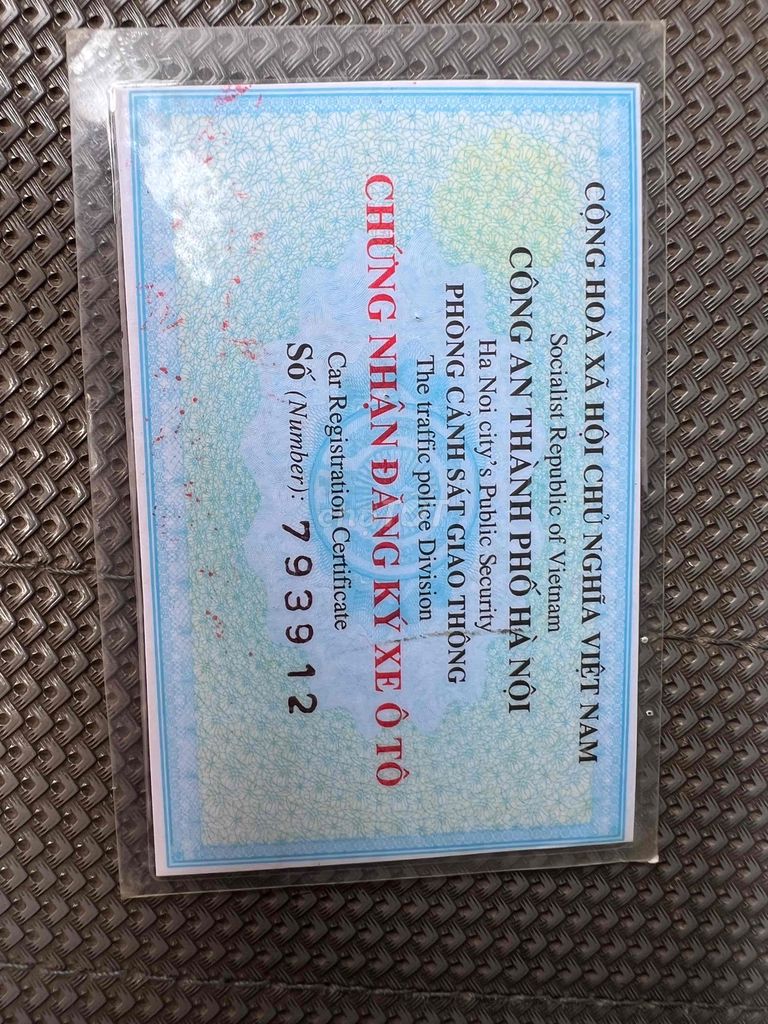 CỘNG HOÀ XÃ HỘI CHỦ NGHĨA VIỆT NAM
Socialist Republic of Vietnam
CÔNG AN THÀNH PHỐ HÀ NỘI
Ha Noi city's Public Security
PHÒNG CẢNH SÁT GIAO THÔNG
The traffic police Division
CHỨNG NHẬN ĐĂNG KÝ XE Ô TÔ
Car Registration Certificate
Số (Number): 793912